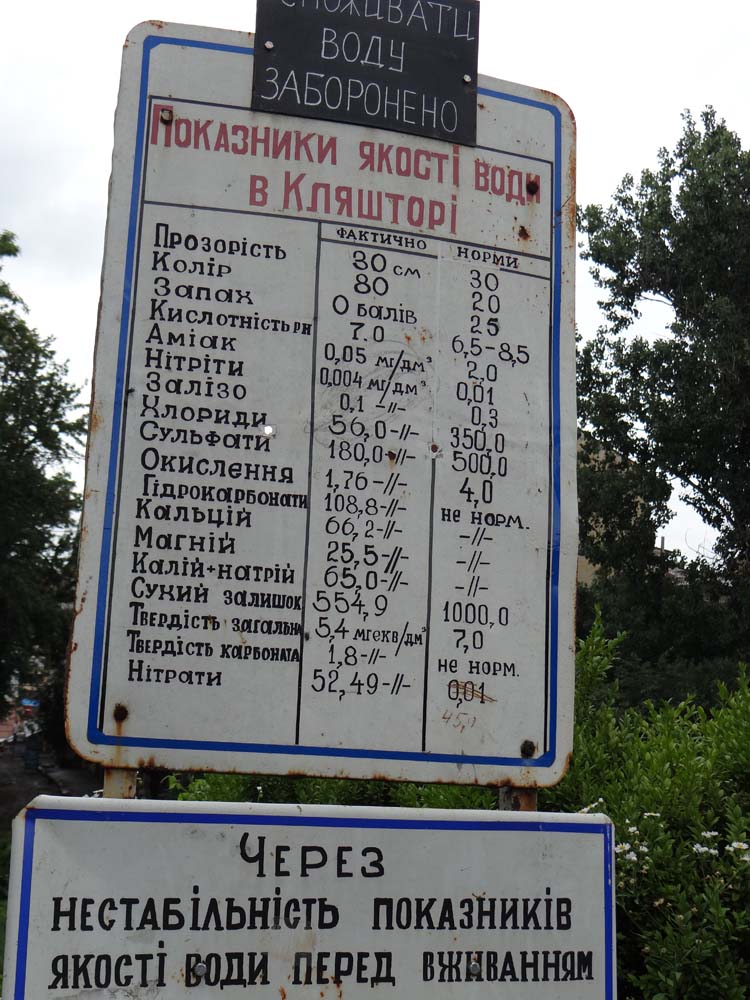 СПОЖИВАТИ
ВОДУ
ЗАБОРОНЕНО
ПОКАЗНИКИ ЯКОСТІ ВОДИ
В КЛЯШТОРІ
ФАКТИЧНО НОРМИ
Прозорість 30 см 30
Колір 80 20
Запах 0 балів 25
Кислотність рн 7.0 6,5-8,5
Аміак 0,05 мг/дм³ 2.0
Нітріти 0,004 мг/дм³ 0,01
Залізо 0,1 -//- 0,3
Хлориди 56,0-//- 350,0
Сульфати 180,0-//- 500,0
Окислення 1,76-//- 4,0
Гідрокарбонати 108,8-//- не норм.
Кальцій 66,2-//- -//-
Магній 25,5-//- -//-
Калій+натрій 65,0-//- -//-
Сухий залишок 554,9 1000,0
Твердість загальна 5,4 мгекв/дм³ 7,0
Твердість карбоната 1,8-//- не норм.
Нітрати 52,49-//- 0,01
45,0
ЧЕРЕЗ
НЕСТАБІЛЬНІСТЬ ПОКАЗНИКІВ
ЯКОСТІ ВОДИ ПЕРЕД ВЖИВАННЯМ